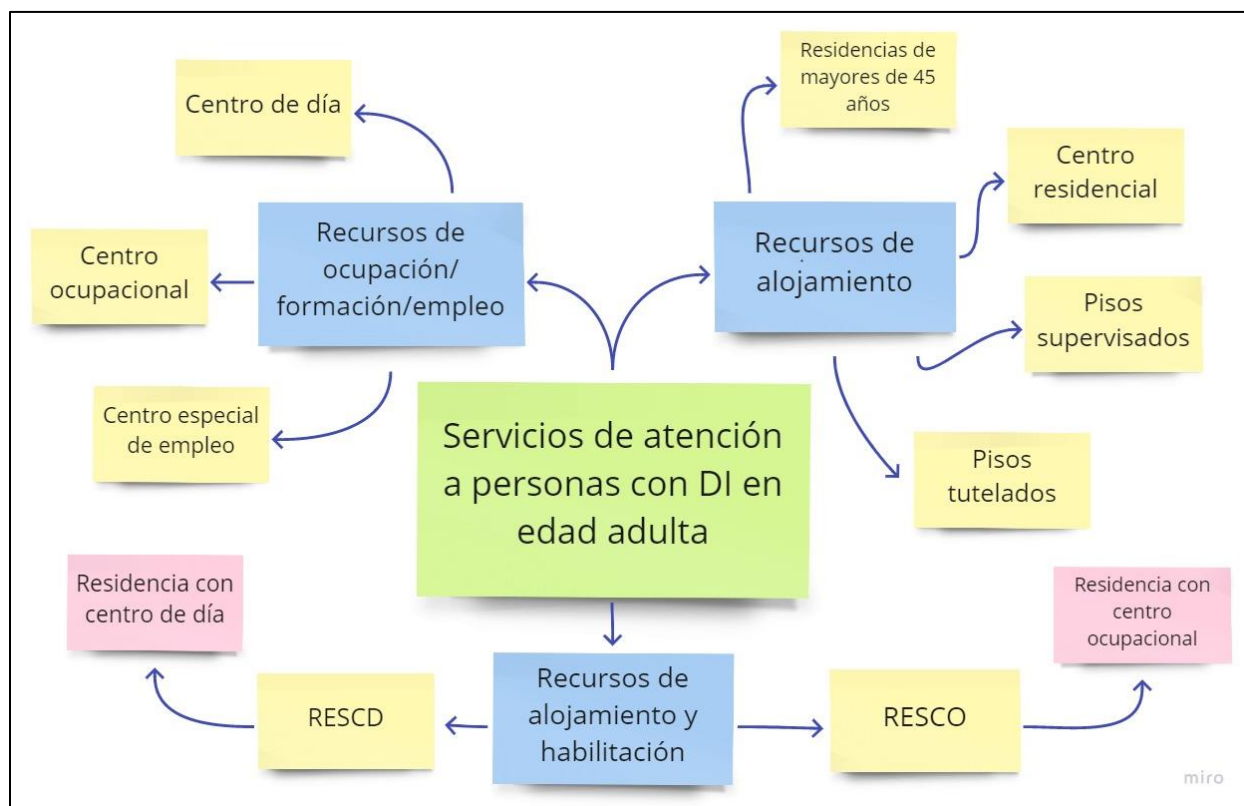 Residencias de
mayores de 45
años
Centro de día
Centro
residencial
Recursos de
ocupación/
formación/empleo
Recursos de
alojamiento
Centro
ocupacional
Pisos
supervisados
Centro especial
de empleo
Servicios de atención
a personas con DI en
edad adulta
Pisos
tutelados
Residencia con
centro de día
Residencia con
centro
ocupacional
Recursos de
alojamiento y
habilitación
RESCD
RESCO
miro